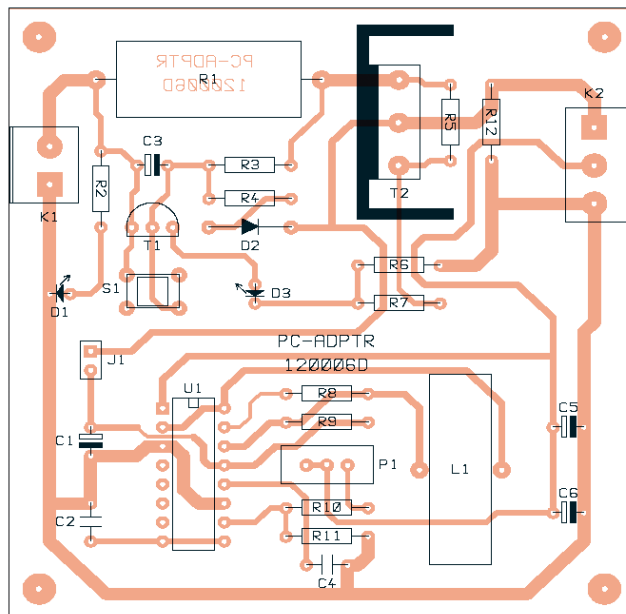 PC-ADPTR
120006D
R1
K2
C3
R5
R12
R3
R2
R4
T2
K1
T1
D2
R6
S1
D3
R7
D1
PC-ADPTR
120006D
J1
U1
R8
R9
C5
C1
P1
L1
C6
R10
C2
R11
C4